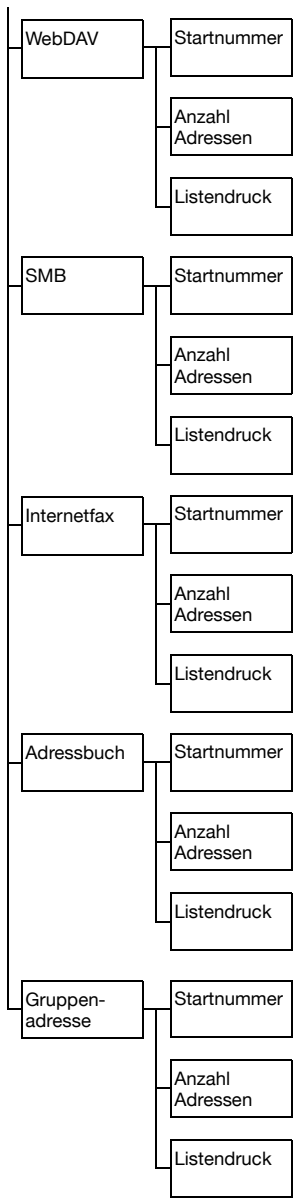 WebDAV
Startnummer
Anzahl
Adressen
Listendruck
SMB
Startnummer
Anzahl
Adressen
Listendruck
Internetfax
Startnummer
Anzahl
Adressen
Listendruck
Adressbuch
Startnummer
Anzahl
Adressen
Listendruck
Gruppen-
adresse
Startnummer
Anzahl
Adressen
Listendruck